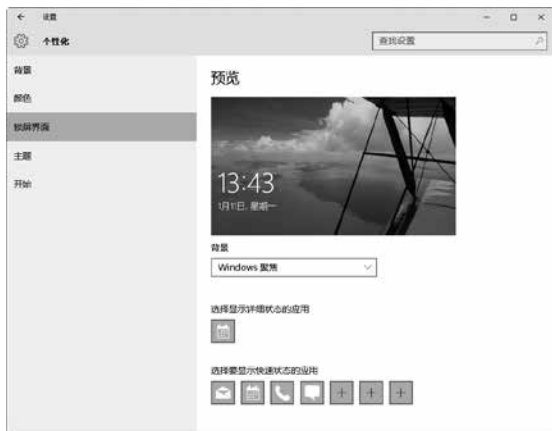 设置
个性化
查找设置
背景
颜色
锁屏界面
主题
开始
预览
13:43
1月11日, 星期一
背景
Windows 聚焦
选择显示详细状态的应用
选择要显示快速状态的应用